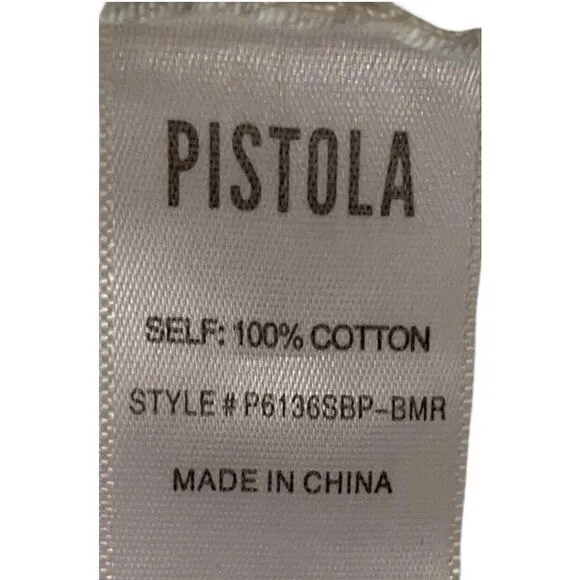 PISTOLA
SELF: 100% COTTON
STYLE # P6136SBP-BMR
MADE IN CHINA